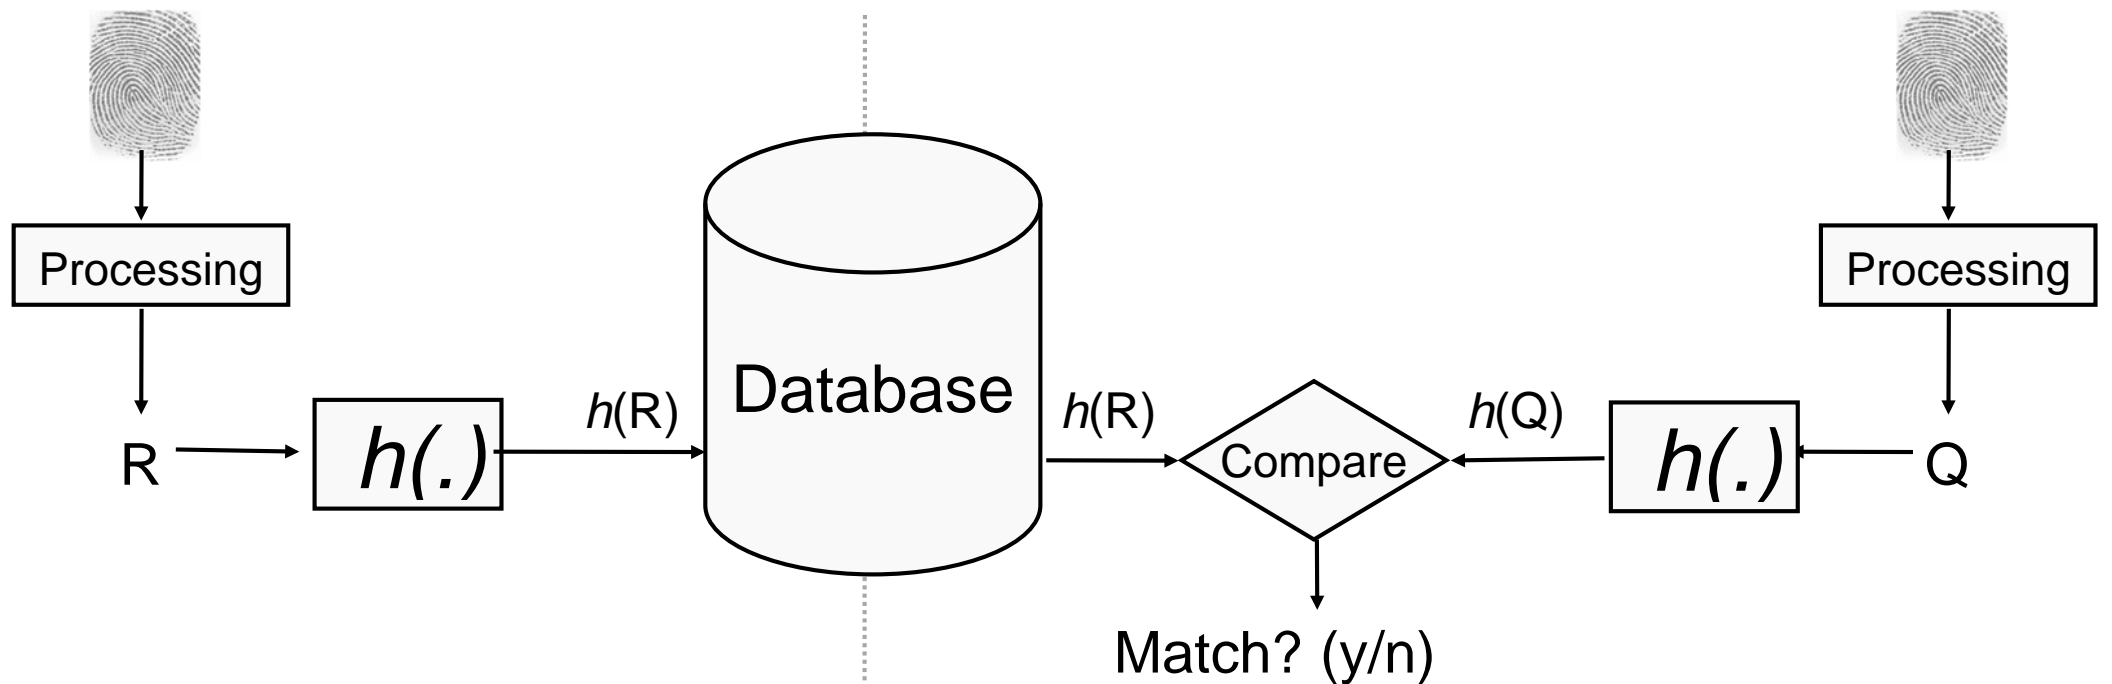 Processing
Processing
Database
h(R)
h(R)
h(Q)
R
h(.)
Compare
h(.)
Q
Match? (y/n)